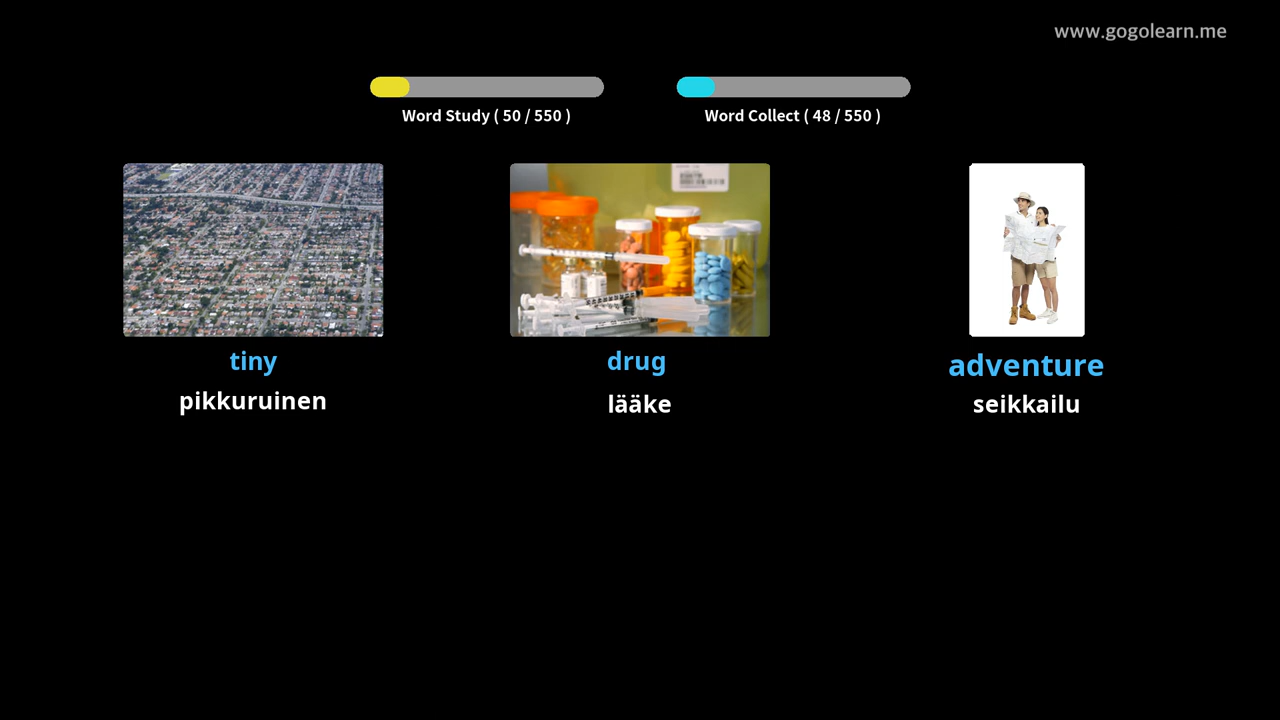 www.gogolearn.me
Word Study ( 50 / 550 )
Word Collect ( 48 / 550 )
tiny
pikkuruinen
drug
lääke
adventure
seikkailu